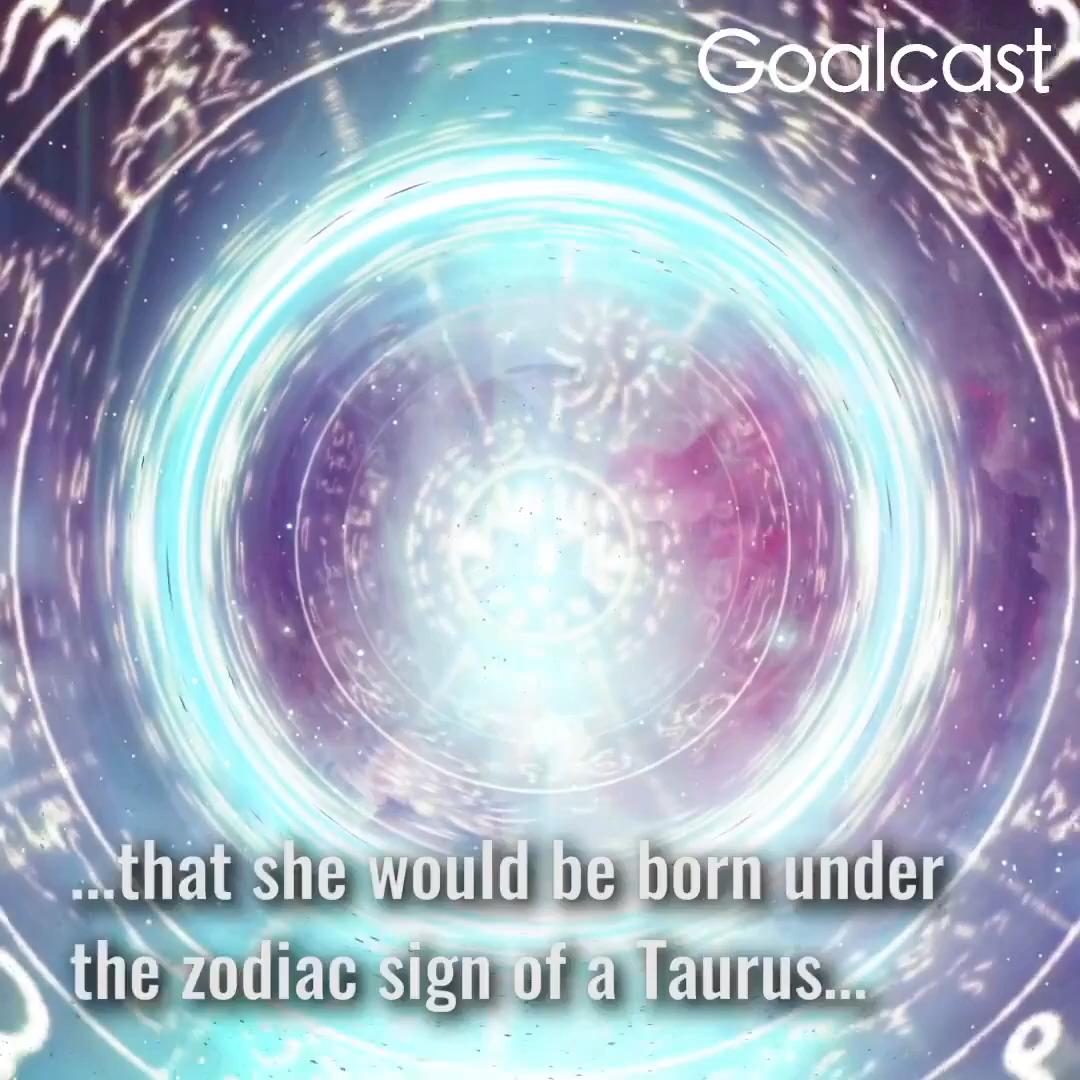 Goalcast
...that she would be born under
the zodiac sign of a Taurus...